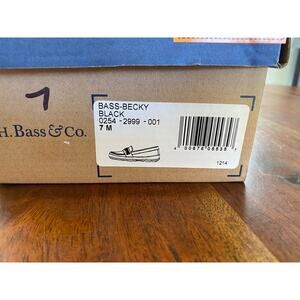 7
H. Bass & Co.
BASS-BECKY
BLACK
0254 - 2999 - 001
7 M
1214